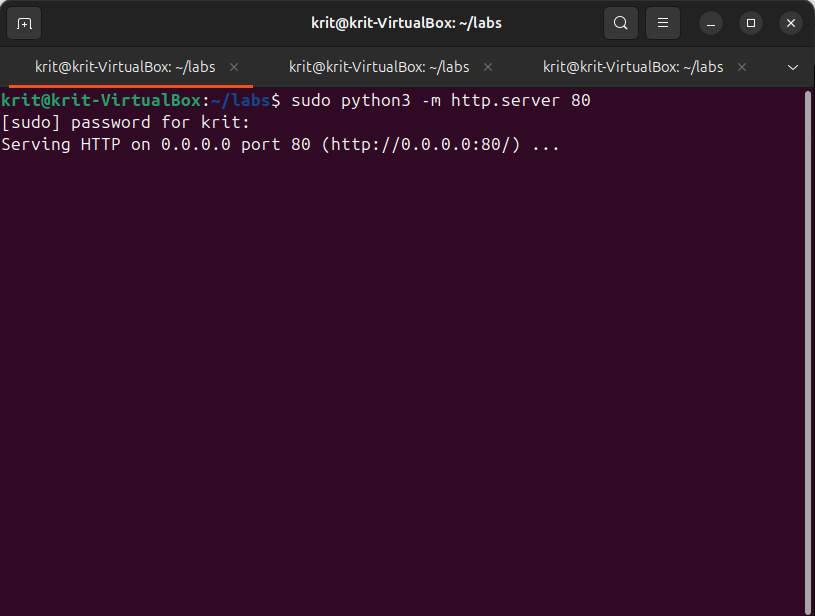 krit@krit-VirtualBox: ~/labs
krit@krit-VirtualBox: ~/labs krit@krit-VirtualBox: ~/labs krit@krit-VirtualBox: ~/labs
krit@krit-VirtualBox:~/labs$ sudo python3 -m http.server 80
[sudo] password for krit:
Serving HTTP on 0.0.0.0 port 80 (http://0.0.0.0:80/) ...